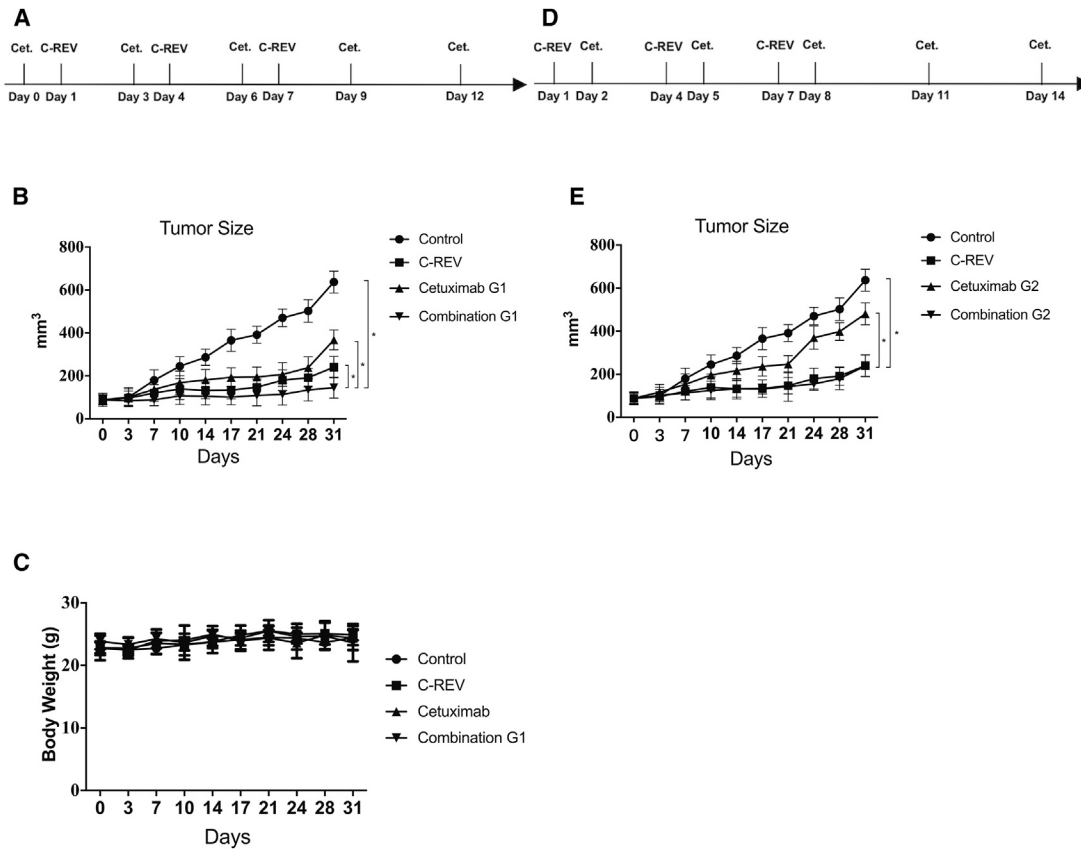 A
Cet. C-REV Cet. C-REV Cet. C-REV Cet. Cet.
Day 0 Day 1 Day 3 Day 4 Day 6 Day 7 Day 9 Day 12
D
C-REV Cet. C-REV Cet. C-REV Cet. Cet. Cet.
Day 1 Day 2 Day 4 Day 5 Day 7 Day 8 Day 11 Day 14
B
Tumor Size
800
600
400
200
0
mm3
0 3 7 10 14 17 21 24 28 31
Days
Control
C-REV
Cetuximab G1
Combination G1
*
*
*
E
Tumor Size
800
600
400
200
0
mm3
0 3 7 10 14 17 21 24 28 31
Days
Control
C-REV
Cetuximab G2
Combination G2
*
*
C
30
20
10
0
Body Weight (g)
0 3 7 10 14 17 21 24 28 31
Days
Control
C-REV
Cetuximab
Combination G1